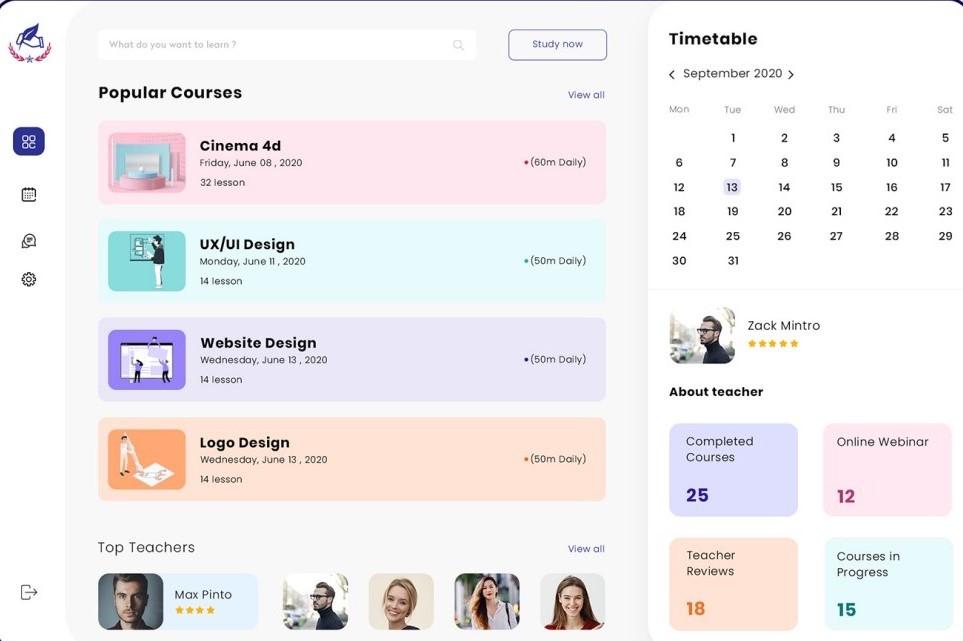 What do you want to learn ?
Study now
Popular Courses
View all
Cinema 4d
Friday, June 08 , 2020
32 lesson
(60m Daily)
UX/UI Design
Monday, June 11 , 2020
14 lesson
(50m Daily)
Website Design
Wednesday, June 13 , 2020
14 lesson
(50m Daily)
Logo Design
Wednesday, June 13 , 2020
14 lesson
(50m Daily)
Top Teachers
View all
Max Pinto
Timetable
September 2020
Mon Tue Wed Thu Fri Sat
1 2 3 4 5
6 7 8 9 10 11
12 13 14 15 16 17
18 19 20 21 22 23
24 25 26 27 28 29
30 31
Zack Mintro
About teacher
Completed
Courses
25
Online Webinar
12
Teacher
Reviews
18
Courses in
Progress
15